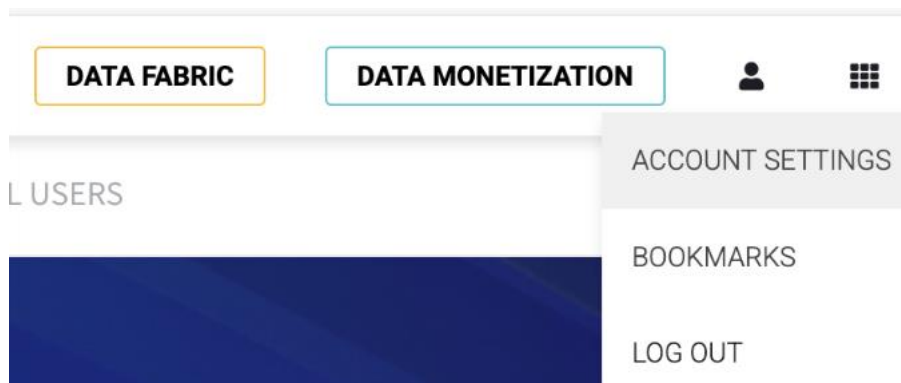 DATA FABRIC DATA MONETIZATION
ACCOUNT SETTINGS
L USERS
BOOKMARKS
LOG OUT